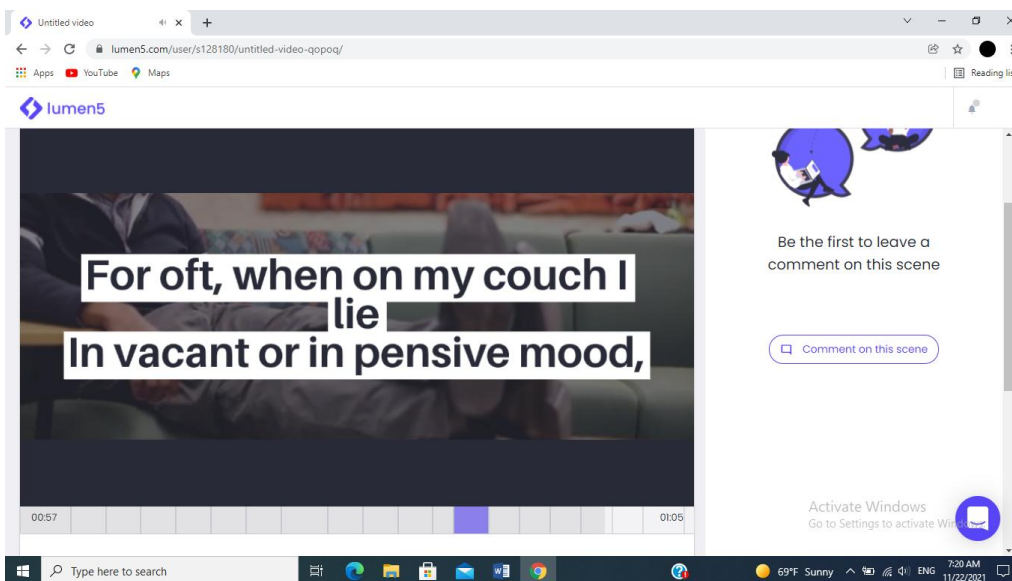 Untitled video
lumen5.com/user/s128180/untitled-video-qopoq/
Apps YouTube Maps
Reading lis
lumen5
For oft, when on my couch I
lie
In vacant or in pensive mood,
Be the first to leave a
comment on this scene
Comment on this scene
00:57
01:05
Activate Windows
Go to Settings to activate Windows
Type here to search
69°F Sunny
ENG
7:20 AM
11/22/2021